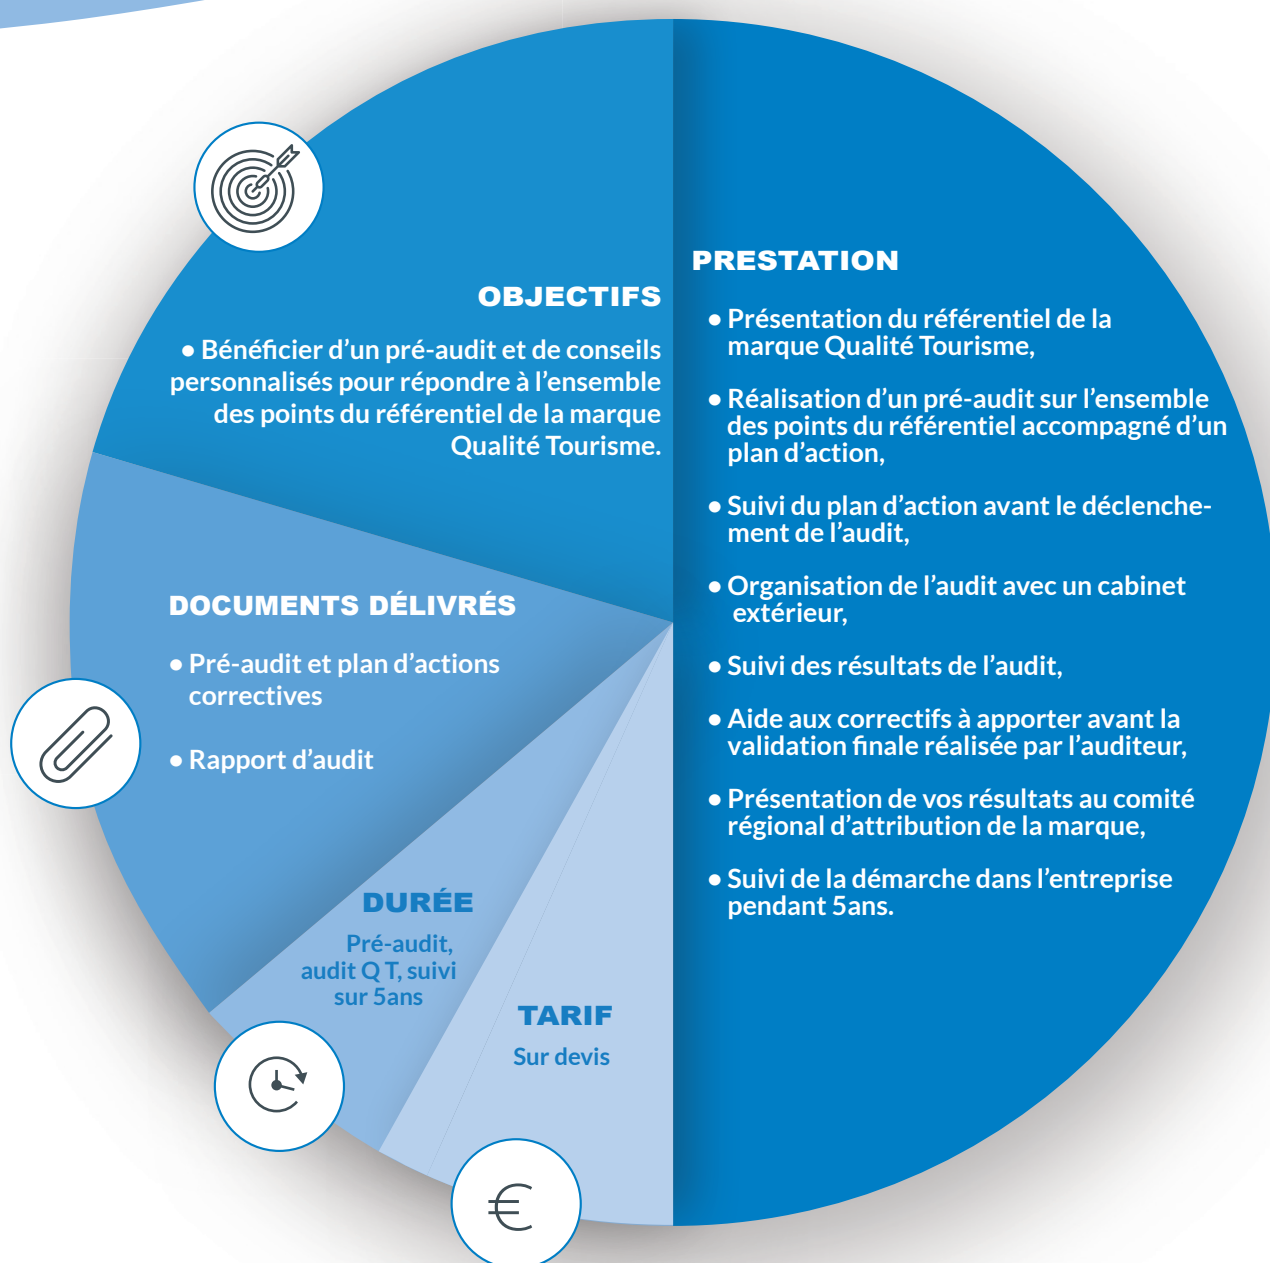 OBJECTIFS
• Bénéficier d’un pré-audit et de conseils
personnalisés pour répondre à l’ensemble
des points du référentiel de la marque
Qualité Tourisme.
DOCUMENTS DÉLIVRÉS
• Pré-audit et plan d’actions
correctives
• Rapport d’audit
DURÉE
Pré-audit,
audit Q T, suivi
sur 5ans
TARIF
Sur devis
€
PRESTATION
• Présentation du référentiel de la
marque Qualité Tourisme,
• Réalisation d’un pré-audit sur l’ensemble
des points du référentiel accompagné d’un
plan d’action,
• Suivi du plan d’action avant le déclenche-
ment de l’audit,
• Organisation de l’audit avec un cabinet
extérieur,
• Suivi des résultats de l’audit,
• Aide aux correctifs à apporter avant la
validation finale réalisée par l’auditeur,
• Présentation de vos résultats au comité
régional d’attribution de la marque,
• Suivi de la démarche dans l’entreprise
pendant 5ans.